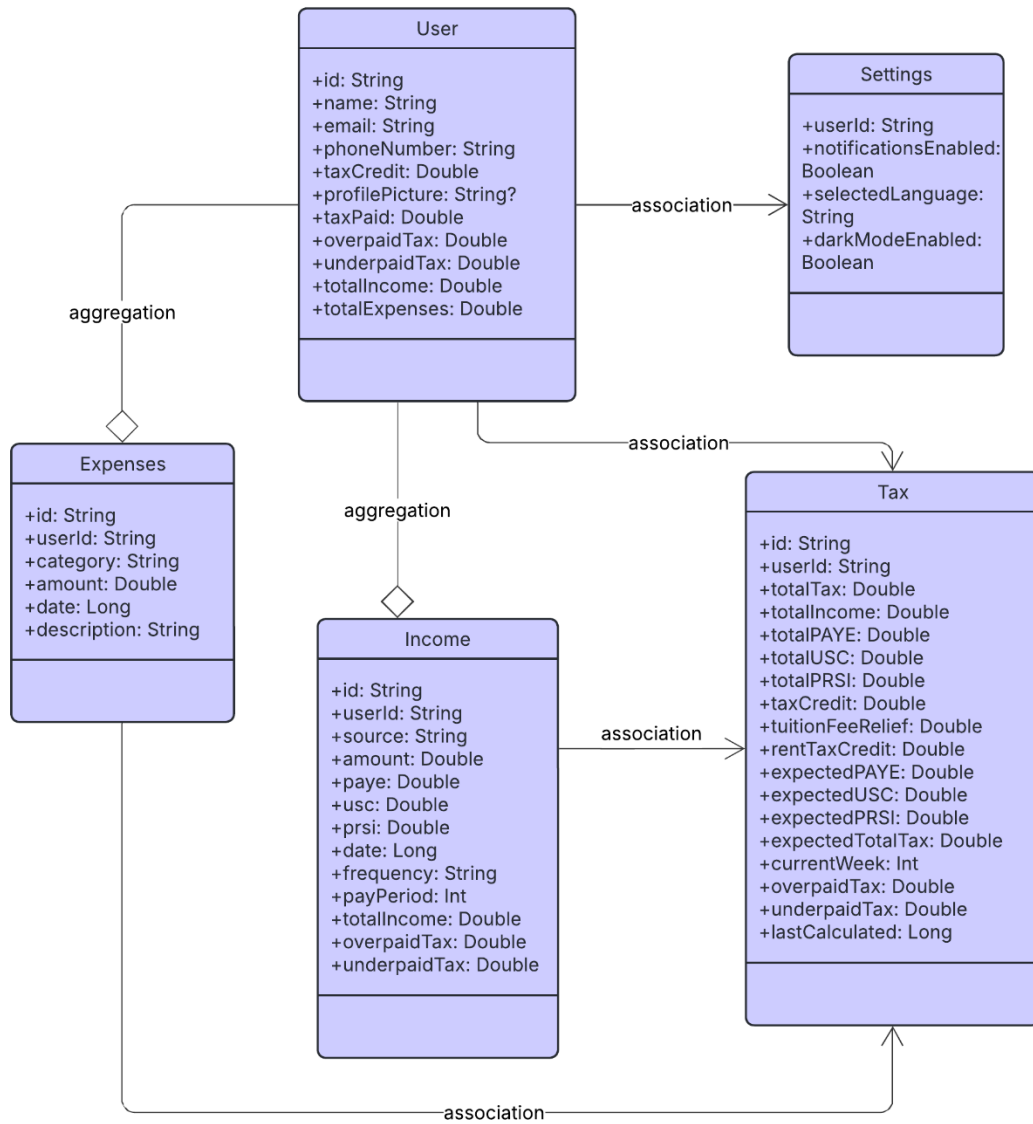 User
+id: String
+name: String
+email: String
+phoneNumber: String
+taxCredit: Double
+profilePicture: String?
+taxPaid: Double
+overpaidTax: Double
+underpaidTax: Double
+totalIncome: Double
+totalExpenses: Double
Settings
+userId: String
+notificationsEnabled:
Boolean
+selectedLanguage:
String
+darkModeEnabled:
Boolean
association
aggregation
association
aggregation
Expenses
+id: String
+userId: String
+category: String
+amount: Double
+date: Long
+description: String
Income
+id: String
+userId: String
+source: String
+amount: Double
+paye: Double
+usc: Double
+prsi: Double
+date: Long
+frequency: String
+payPeriod: Int
+totalIncome: Double
+overpaidTax: Double
+underpaidTax: Double
association
Tax
+id: String
+userId: String
+totalTax: Double
+totalIncome: Double
+totalPAYE: Double
+totalUSC: Double
+totalPRSI: Double
+taxCredit: Double
+tuitionFeeRelief: Double
+rentTaxCredit: Double
+expectedPAYE: Double
+expectedUSC: Double
+expectedPRSI: Double
+expectedTotalTax: Double
+currentWeek: Int
+overpaidTax: Double
+underpaidTax: Double
+lastCalculated: Long
association